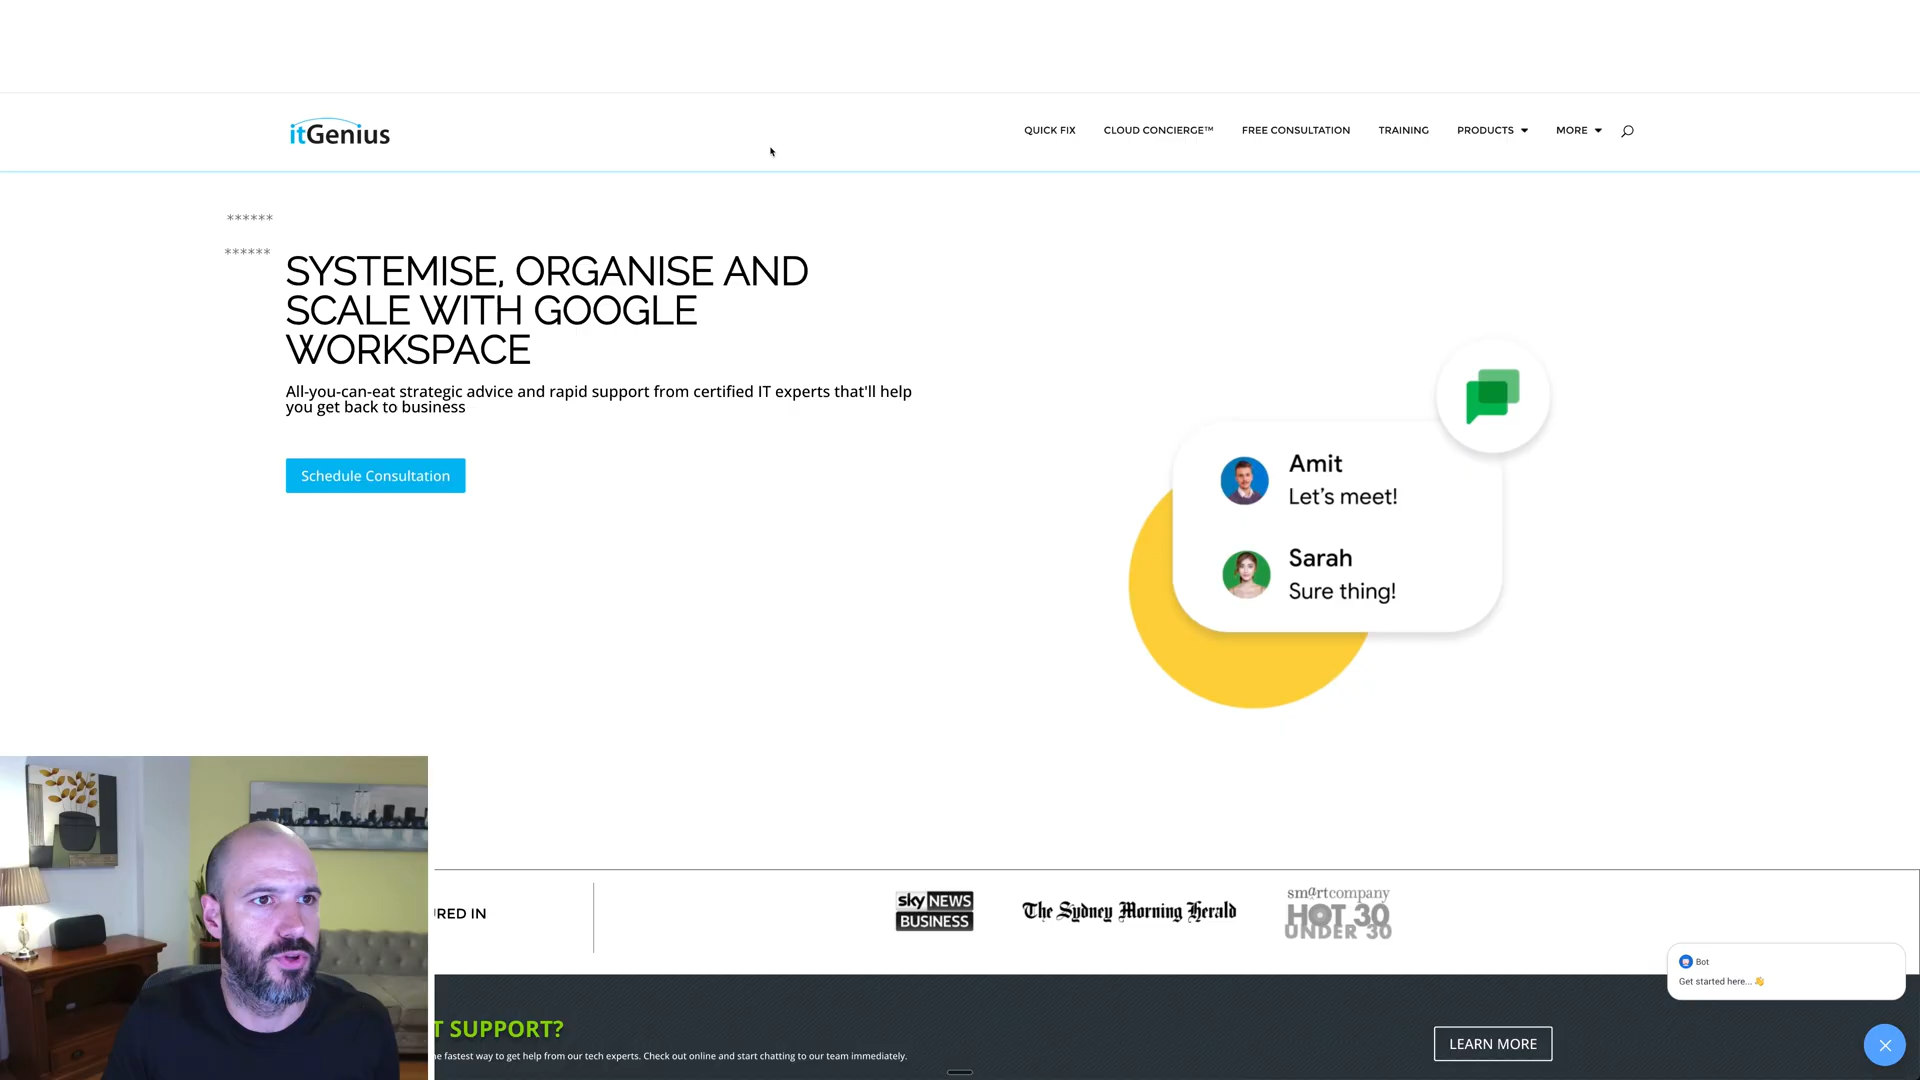 itGenius
QUICK FIX
CLOUD CONCIERGE™
FREE CONSULTATION
TRAINING
PRODUCTS
MORE
******
******
SYSTEMISE, ORGANISE AND
SCALE WITH GOOGLE
WORKSPACE
All-you-can-eat strategic advice and rapid support from certified IT experts that'll help
you get back to business
Schedule Consultation
Amit
Let's meet!
Sarah
Sure thing!
RED IN
sky NEWS
BUSINESS
The Sydney Morning Herald
sm@rtcompany
HOT 30
UNDER 30
Bot
Get started here... 👋
T SUPPORT?
e fastest way to get help from our tech experts. Check out online and start chatting to our team immediately.
LEARN MORE